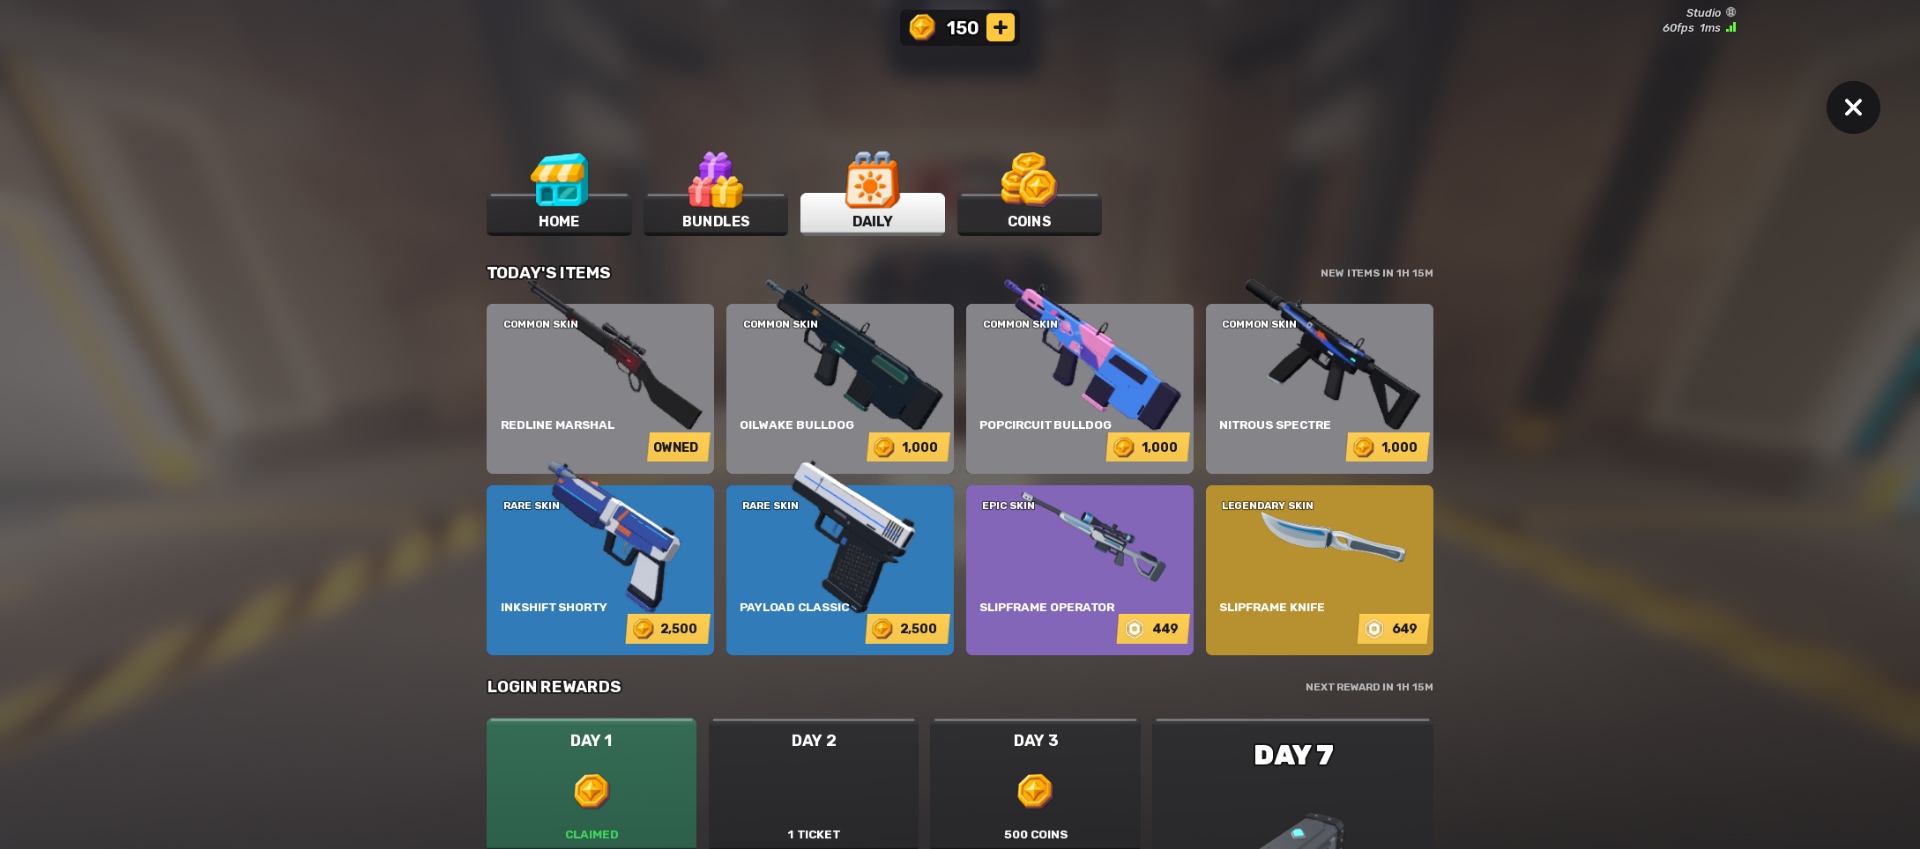 150 +
Studio
60fps 1ms
HOME
BUNDLES
DAILY
COINS
TODAY'S ITEMS
NEW ITEMS IN 1H 15M
COMMON SKIN
REDLINE MARSHAL
OWNED
COMMON SKIN
OILWAKE BULLDOG
1,000
COMMON SKIN
POPCIRCUIT BULLDOG
1,000
COMMON SKIN
NITROUS SPECTRE
1,000
RARE SKIN
INKSHIFT SHORTY
2,500
RARE SKIN
PAYLOAD CLASSIC
2,500
EPIC SKIN
SLIPFRAME OPERATOR
449
LEGENDARY SKIN
SLIPFRAME KNIFE
649
LOGIN REWARDS
NEXT REWARD IN 1H 15M
DAY 1
CLAIMED
DAY 2
1 TICKET
DAY 3
500 COINS
DAY 7